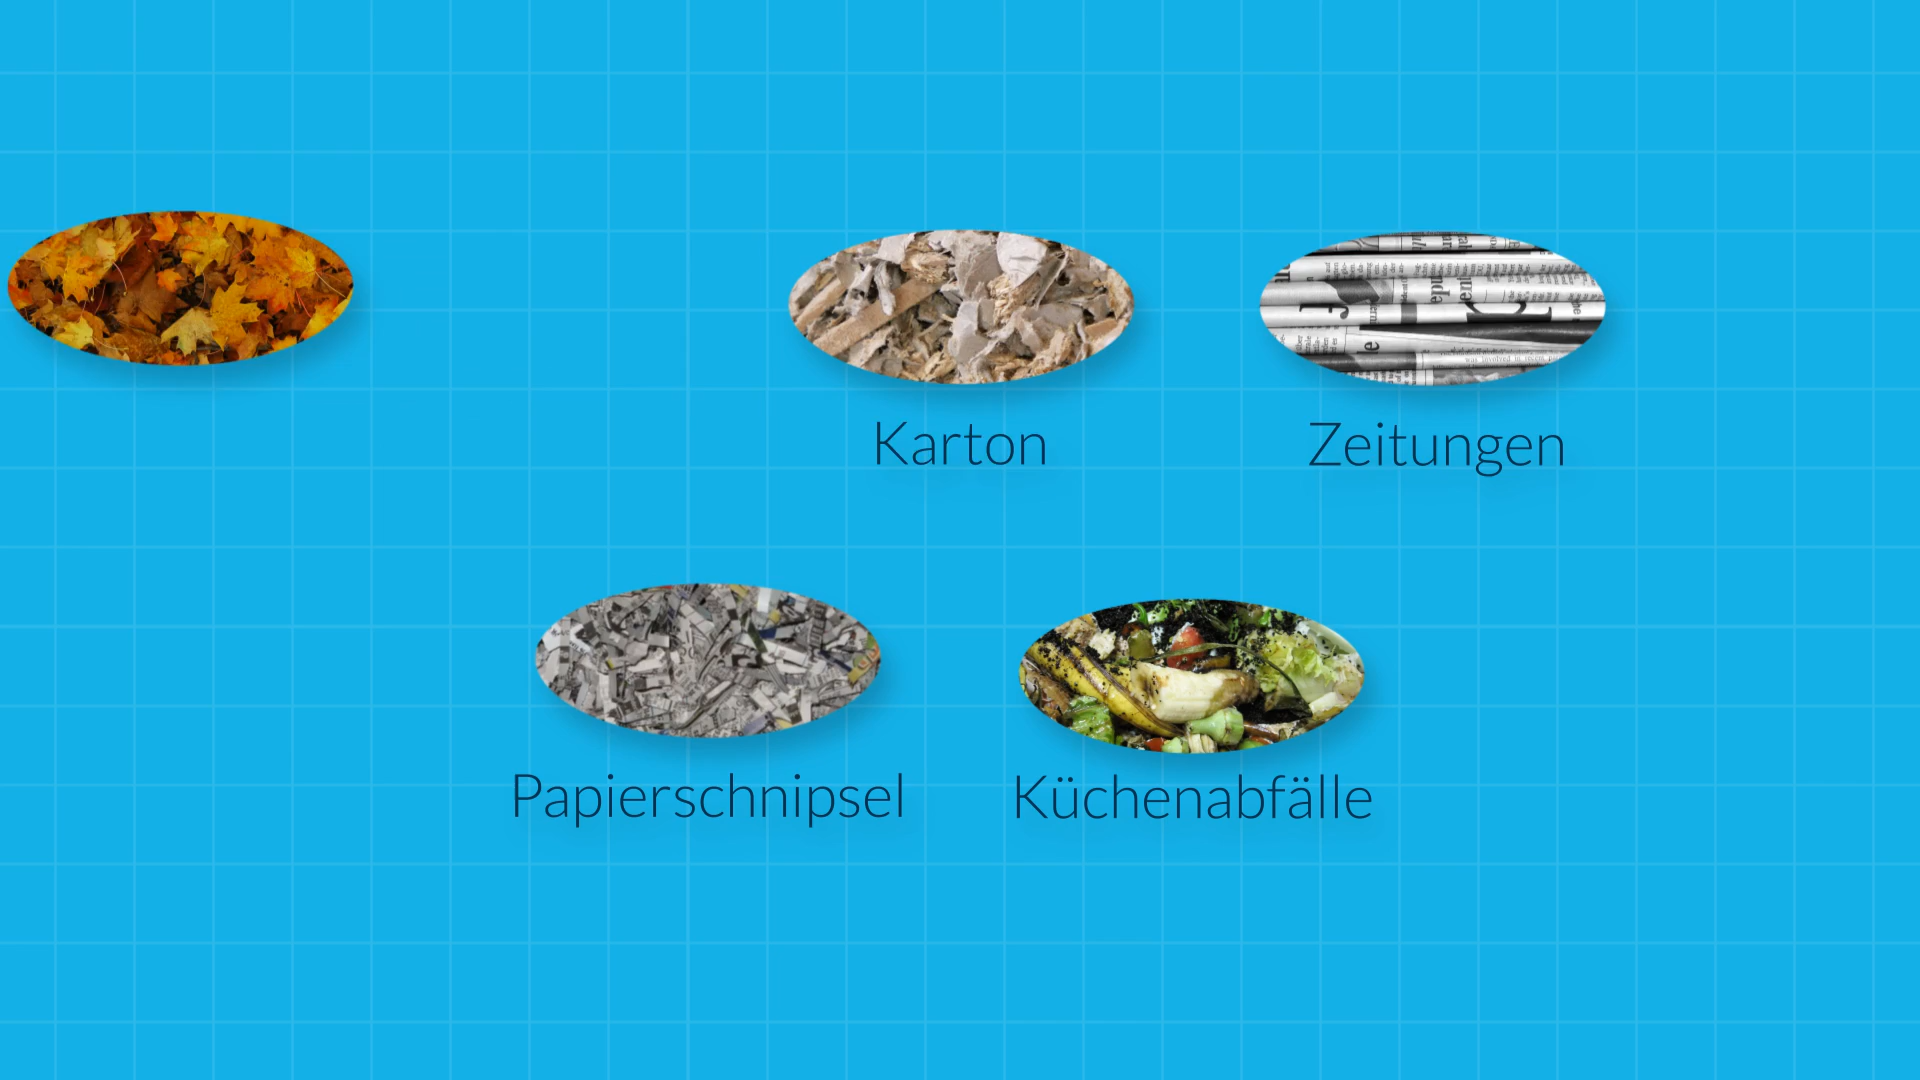 Karton
Zeitungen
Papierschnipsel
Küchenabfälle